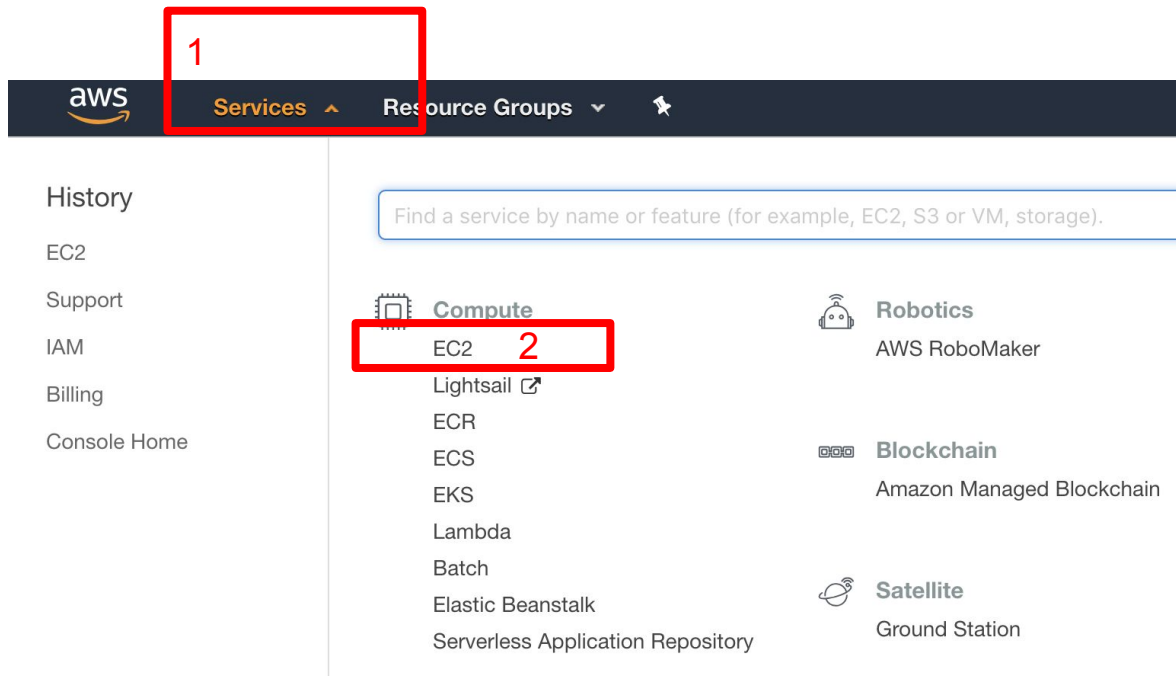 1
aws
Services
Resource Groups
History
EC2
Support
IAM
Billing
Console Home
Find a service by name or feature (for example, EC2, S3 or VM, storage).
Compute
EC2 2
Lightsail
ECR
ECS
EKS
Lambda
Batch
Elastic Beanstalk
Serverless Application Repository
Robotics
AWS RoboMaker
Blockchain
Amazon Managed Blockchain
Satellite
Ground Station